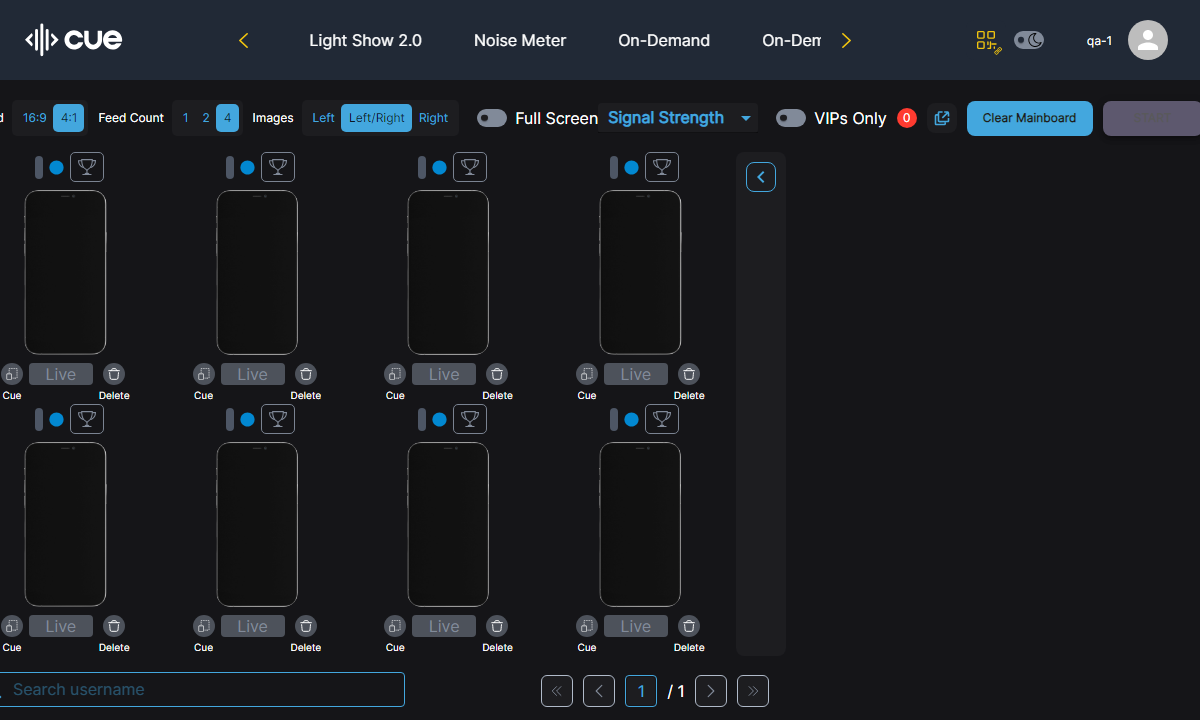 cue
Light Show 2.0 Noise Meter On-Demand On-Dem
qa-1
d 16:9 4:1 Feed Count 1 2 4 Images Left Left/Right Right Full Screen Signal Strength VIPs Only 0 Clear Mainboard
Live Live Live Live
Cue Delete Cue Delete Cue Delete Cue Delete
Live Live Live Live
Cue Delete Cue Delete Cue Delete Cue Delete
Search username
1 / 1